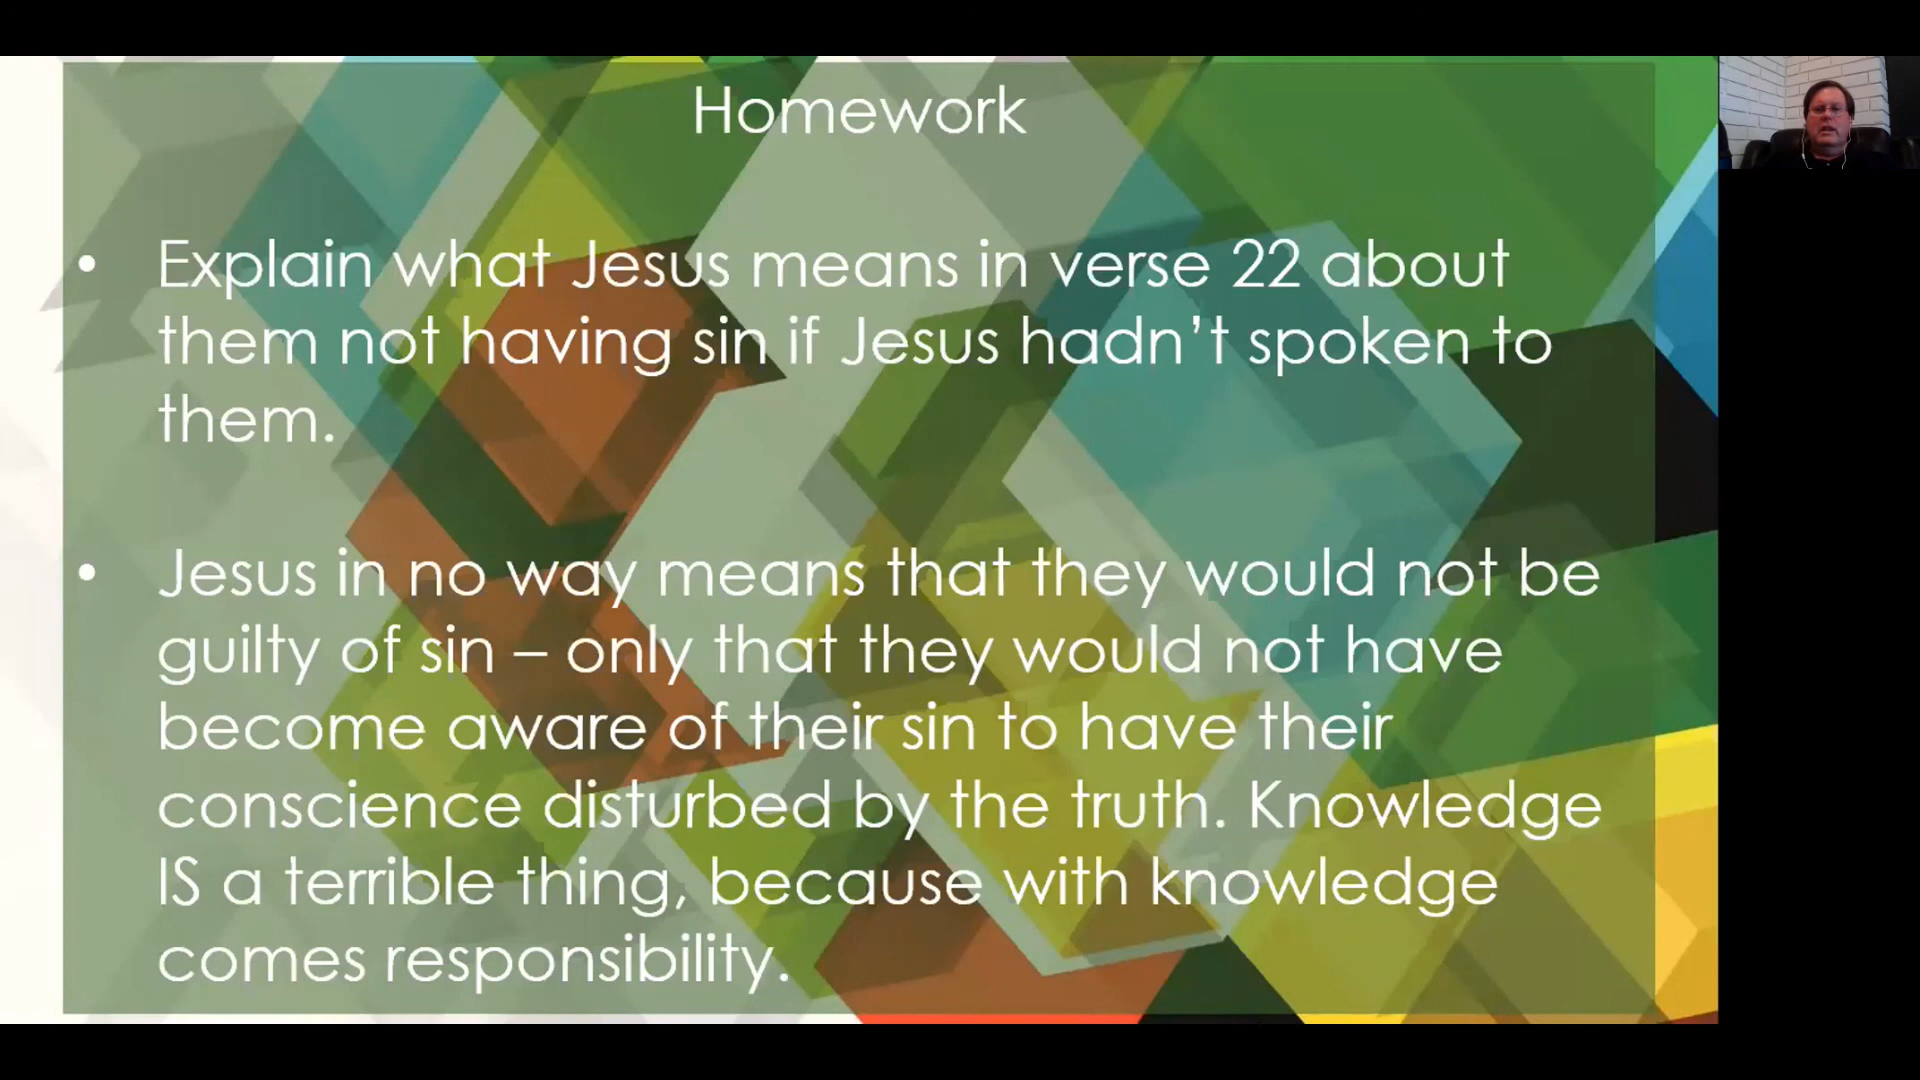 Homework
• Explain what Jesus means in verse 22 about
them not having sin if Jesus hadn’t spoken to
them.
• Jesus in no way means that they would not be
guilty of sin – only that they would not have
become aware of their sin to have their
conscience disturbed by the truth. Knowledge
IS a terrible thing, because with knowledge
comes responsibility.